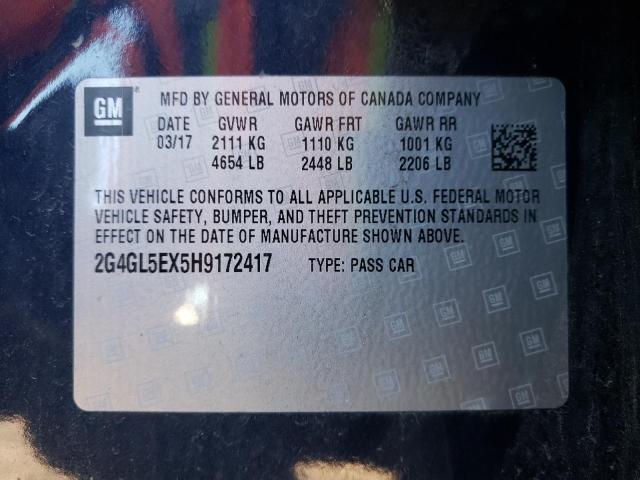 GM
MFD BY GENERAL MOTORS OF CANADA COMPANY
DATE GVWR GAWR FRT GAWR RR
03/17 2111 KG 1110 KG 1001 KG
4654 LB 2448 LB 2206 LB
THIS VEHICLE CONFORMS TO ALL APPLICABLE U.S. FEDERAL MOTOR
VEHICLE SAFETY, BUMPER, AND THEFT PREVENTION STANDARDS IN
EFFECT ON THE DATE OF MANUFACTURE SHOWN ABOVE.
2G4GL5EX5H9172417 TYPE: PASS CAR